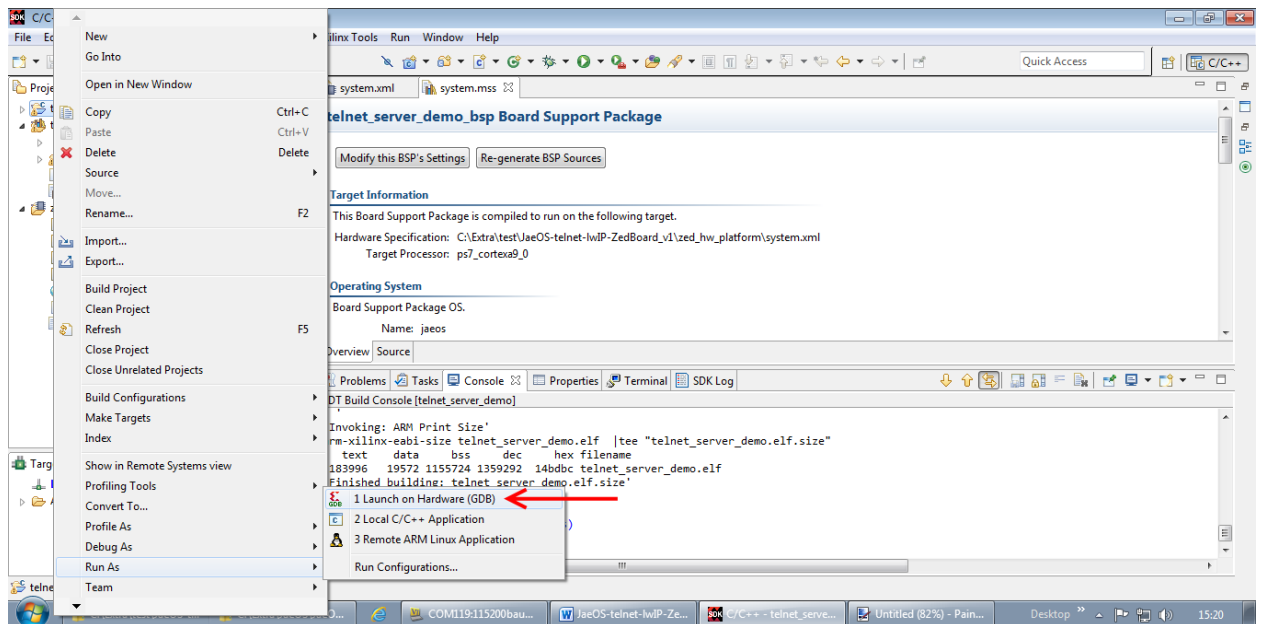 SDK C/C
File Ed
ilinx Tools Run Window Help
Quick Access
C/C++
Proje
system.xml system.mss
New
Go Into
Open in New Window
Copy Ctrl+C
Paste Ctrl+V
Delete Delete
Source
Move...
Rename... F2
Import...
Export...
Build Project
Clean Project
Refresh F5
Close Project
Close Unrelated Projects
Build Configurations
Make Targets
Index
Show in Remote Systems view
Profiling Tools
Convert To...
Profile As
Debug As
Run As
Team
telnet_server_demo_bsp Board Support Package
Modify this BSP's Settings Re-generate BSP Sources
Target Information
This Board Support Package is compiled to run on the following target.
Hardware Specification: C:\Extra\test\JaeOS-telnet-lwIP-ZedBoard_v1\zed_hw_platform\system.xml
Target Processor: ps7_cortexa9_0
Operating System
Board Support Package OS.
Name: jaeos
Overview Source
Problems Tasks Console Properties Terminal SDK Log
DT Build Console [telnet_server_demo]
Invoking: ARM Print Size'
rm-xilinx-eabi-size telnet_server_demo.elf |tee "telnet_server_demo.elf.size"
text data bss dec hex filename
183996 19572 1155724 1359292 14bdbc telnet_server_demo.elf
Finished building: telnet_server_demo.elf.size'
GDB 1 Launch on Hardware (GDB)
2 Local C/C++ Application
3 Remote ARM Linux Application
Run Configurations...
Targ
telne
COM119:115200bau... JaeOS-telnet-lwIP-Ze... SDK C/C++ - telnet_serve... Untitled (82%) - Pain... Desktop 15:20